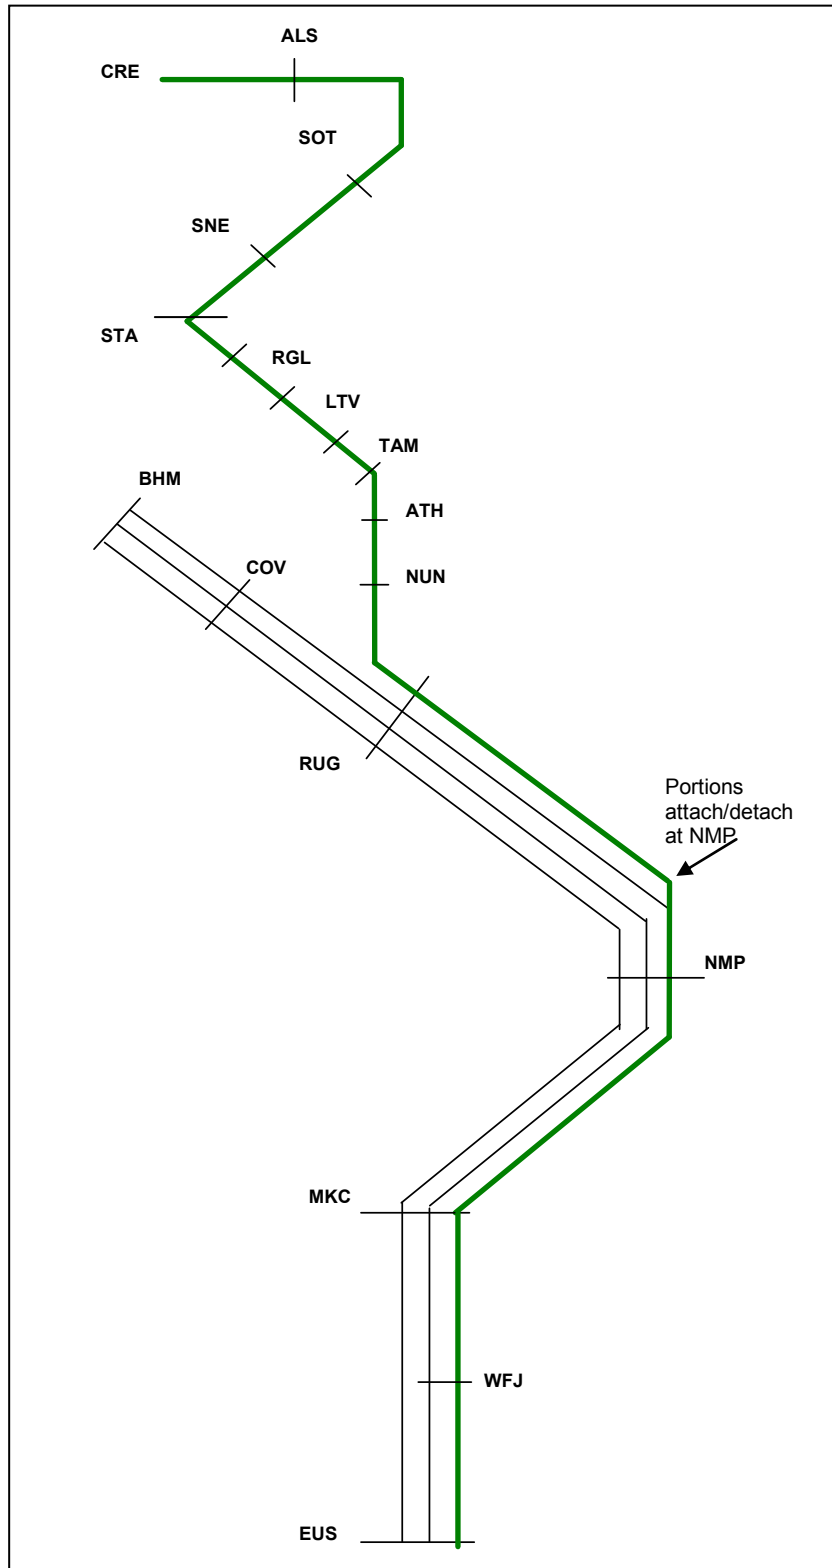 ALS
CRE
SOT
SNE
STA
RGL
LTV
TAM
BHM
ATH
COV
NUN
RUG
Portions
attach/detach
at NMP
NMP
MKC
WFJ
EUS